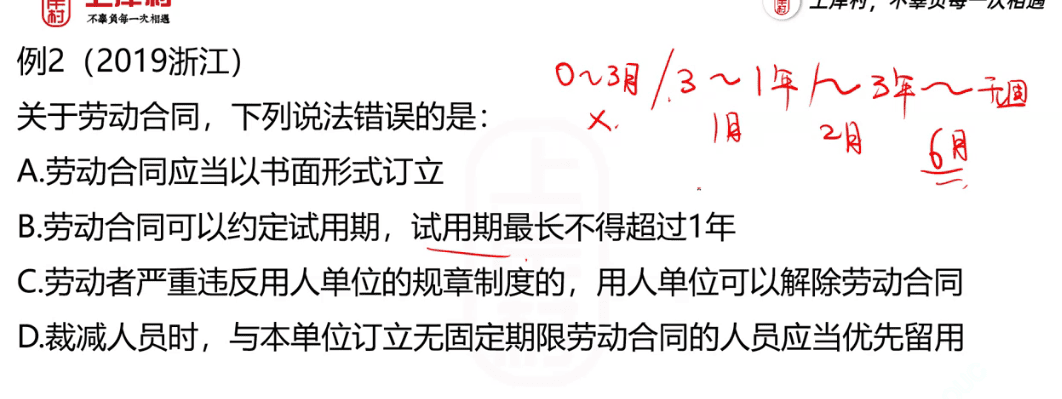 上岸村
不辜负每一次相遇
上岸村，不辜负每一次相遇
例2（2019浙江）
0～3月/3～1年/～3年～无固
×. 1月 2月 6月
关于劳动合同，下列说法错误的是：
A.劳动合同应当以书面形式订立
B.劳动合同可以约定试用期，试用期最长不得超过1年
C.劳动者严重违反用人单位的规章制度的，用人单位可以解除劳动合同
D.裁减人员时，与本单位订立无固定期限劳动合同的人员应当优先留用
上岸村